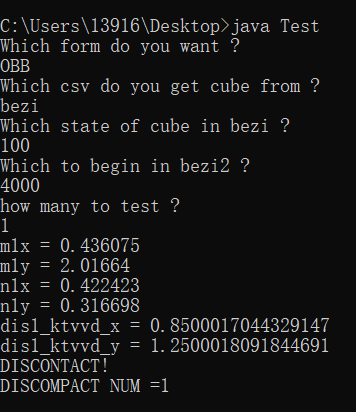 C:\Users\13916\Desktop>java Test
Which form do you want ?
OBB
Which csv do you get cube from ?
bezi
Which state of cube in bezi ?
100
Which to begin in bezi2 ?
4000
how many to test ?
1
m1x = 0.436075
m1y = 2.01664
n1x = 0.422423
n1y = 0.316698
dis1_ktvvd_x = 0.8500017044329147
dis1_ktvvd_y = 1.2500018091844691
DISCONTACT!
DISCOMPACT NUM =1